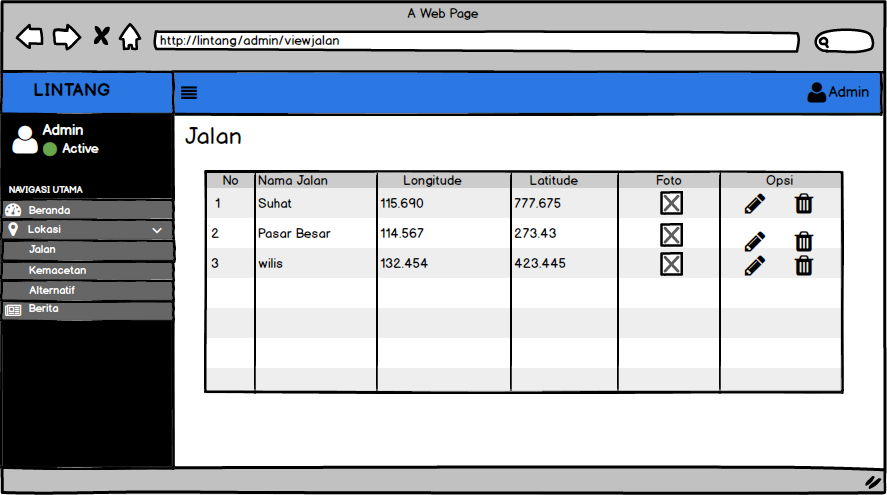 A Web Page
http://lintang/admin/viewjalan
LINTANG
Admin
Admin
Active
NAVIGASI UTAMA
Beranda
Lokasi
Jalan
Kemacetan
Alternatif
Berita
Jalan
No Nama Jalan Longitude Latitude Foto Opsi
1 Suhat 115.690 777.675
2 Pasar Besar 114.567 273.43
3 wilis 132.454 423.445